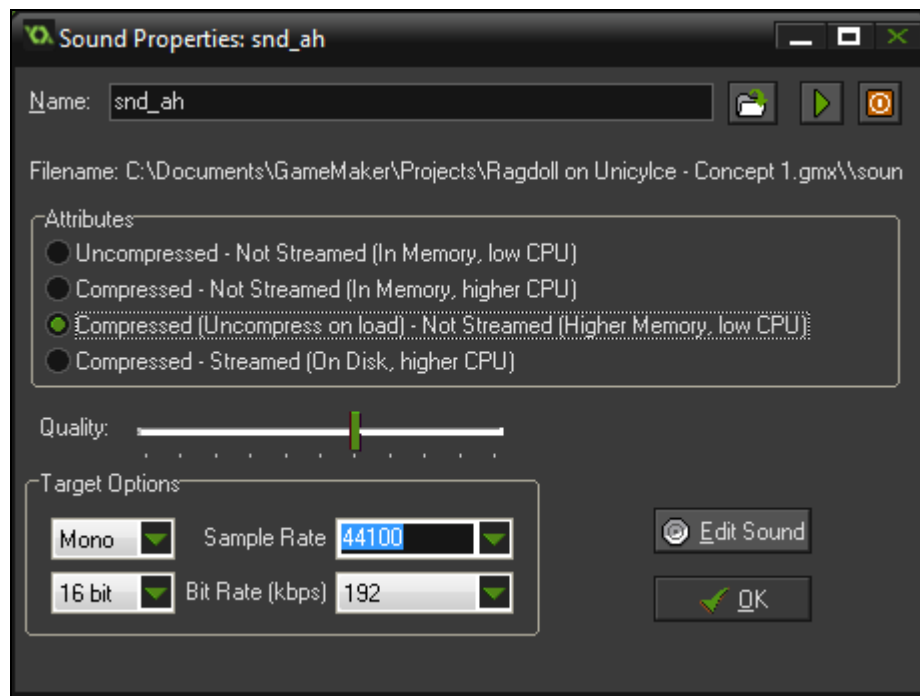 Sound Properties: snd_ah
Name: snd_ah
Filename: C:\Documents\GameMaker\Projects\Ragdoll on Unicylce - Concept 1.gmx\\soun
Attributes
Uncompressed - Not Streamed (In Memory, low CPU)
Compressed - Not Streamed (In Memory, higher CPU)
Compressed (Uncompress on load) - Not Streamed (Higher Memory, low CPU)
Compressed - Streamed (On Disk, higher CPU)
Quality:
Target Options
Mono Sample Rate 44100
16 bit Bit Rate (kbps) 192
Edit Sound
OK